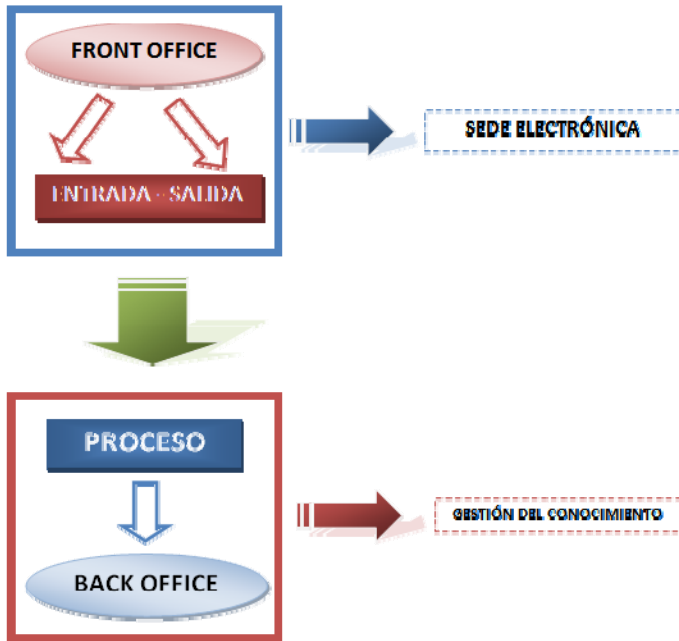 FRONT OFFICE
ENTRADA - SALIDA
SEDE ELECTRÓNICA
PROCESO
BACK OFFICE
GESTIÓN DEL CONOCIMIENTO